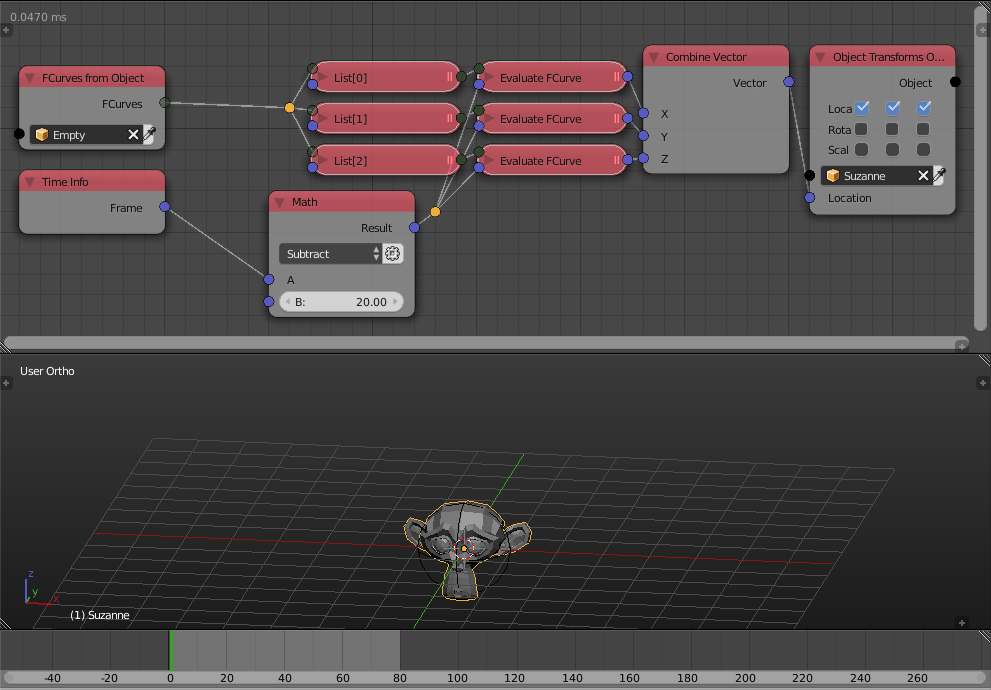 0.0470 ms
FCurves from Object
FCurves
Empty
Time Info
Frame
List[0]
List[1]
List[2]
Evaluate FCurve
Evaluate FCurve
Evaluate FCurve
Math
Result
Subtract
A
B: 20.00
Combine Vector
Vector
X
Y
Z
Object Transforms O...
Object
Loca
Rota
Scal
Suzanne
Location
User Ortho
z
y
x
(1) Suzanne
-40 -20 0 20 40 60 80 100 120 140 160 180 200 220 240 260